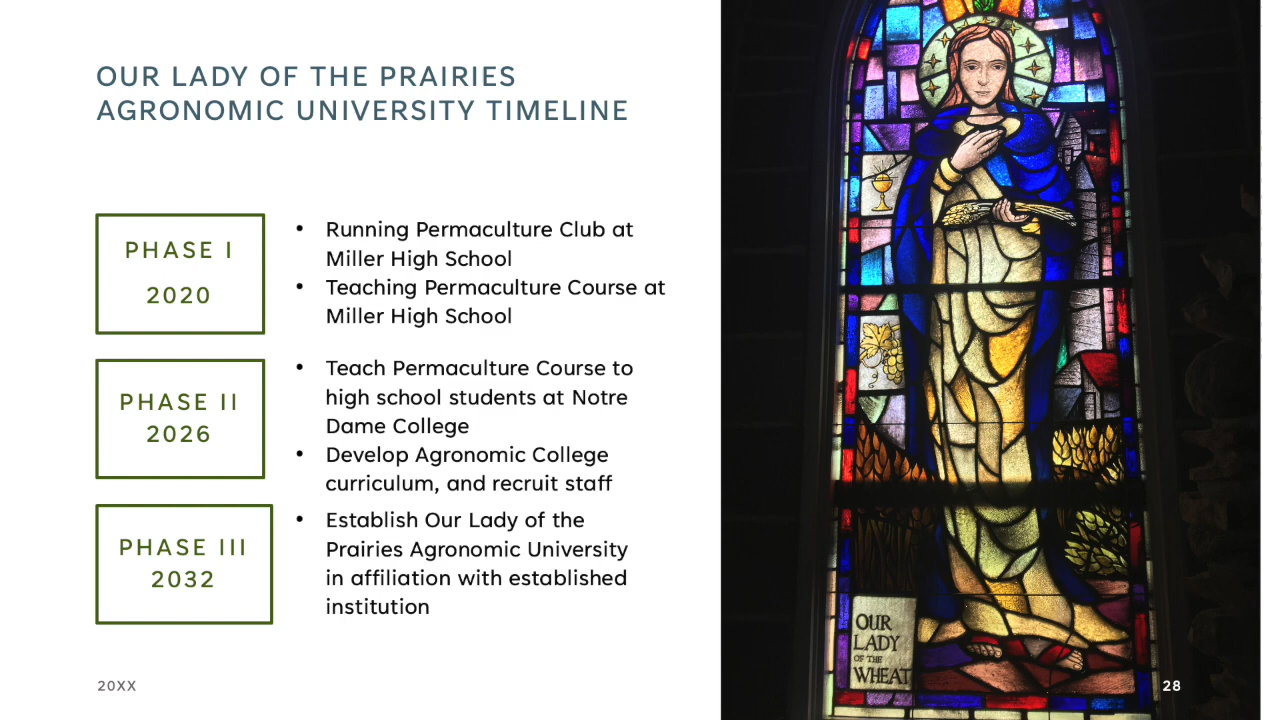 OUR LADY OF THE PRAIRIES
AGRONOMIC UNIVERSITY TIMELINE
PHASE I
2020
• Running Permaculture Club at
Miller High School
• Teaching Permaculture Course at
Miller High School
PHASE II
2026
• Teach Permaculture Course to
high school students at Notre
Dame College
• Develop Agronomic College
curriculum, and recruit staff
PHASE III
2032
• Establish Our Lady of the
Prairies Agronomic University
in affiliation with established
institution
20XX
OUR
LADY
OF THE
WHEAT
28